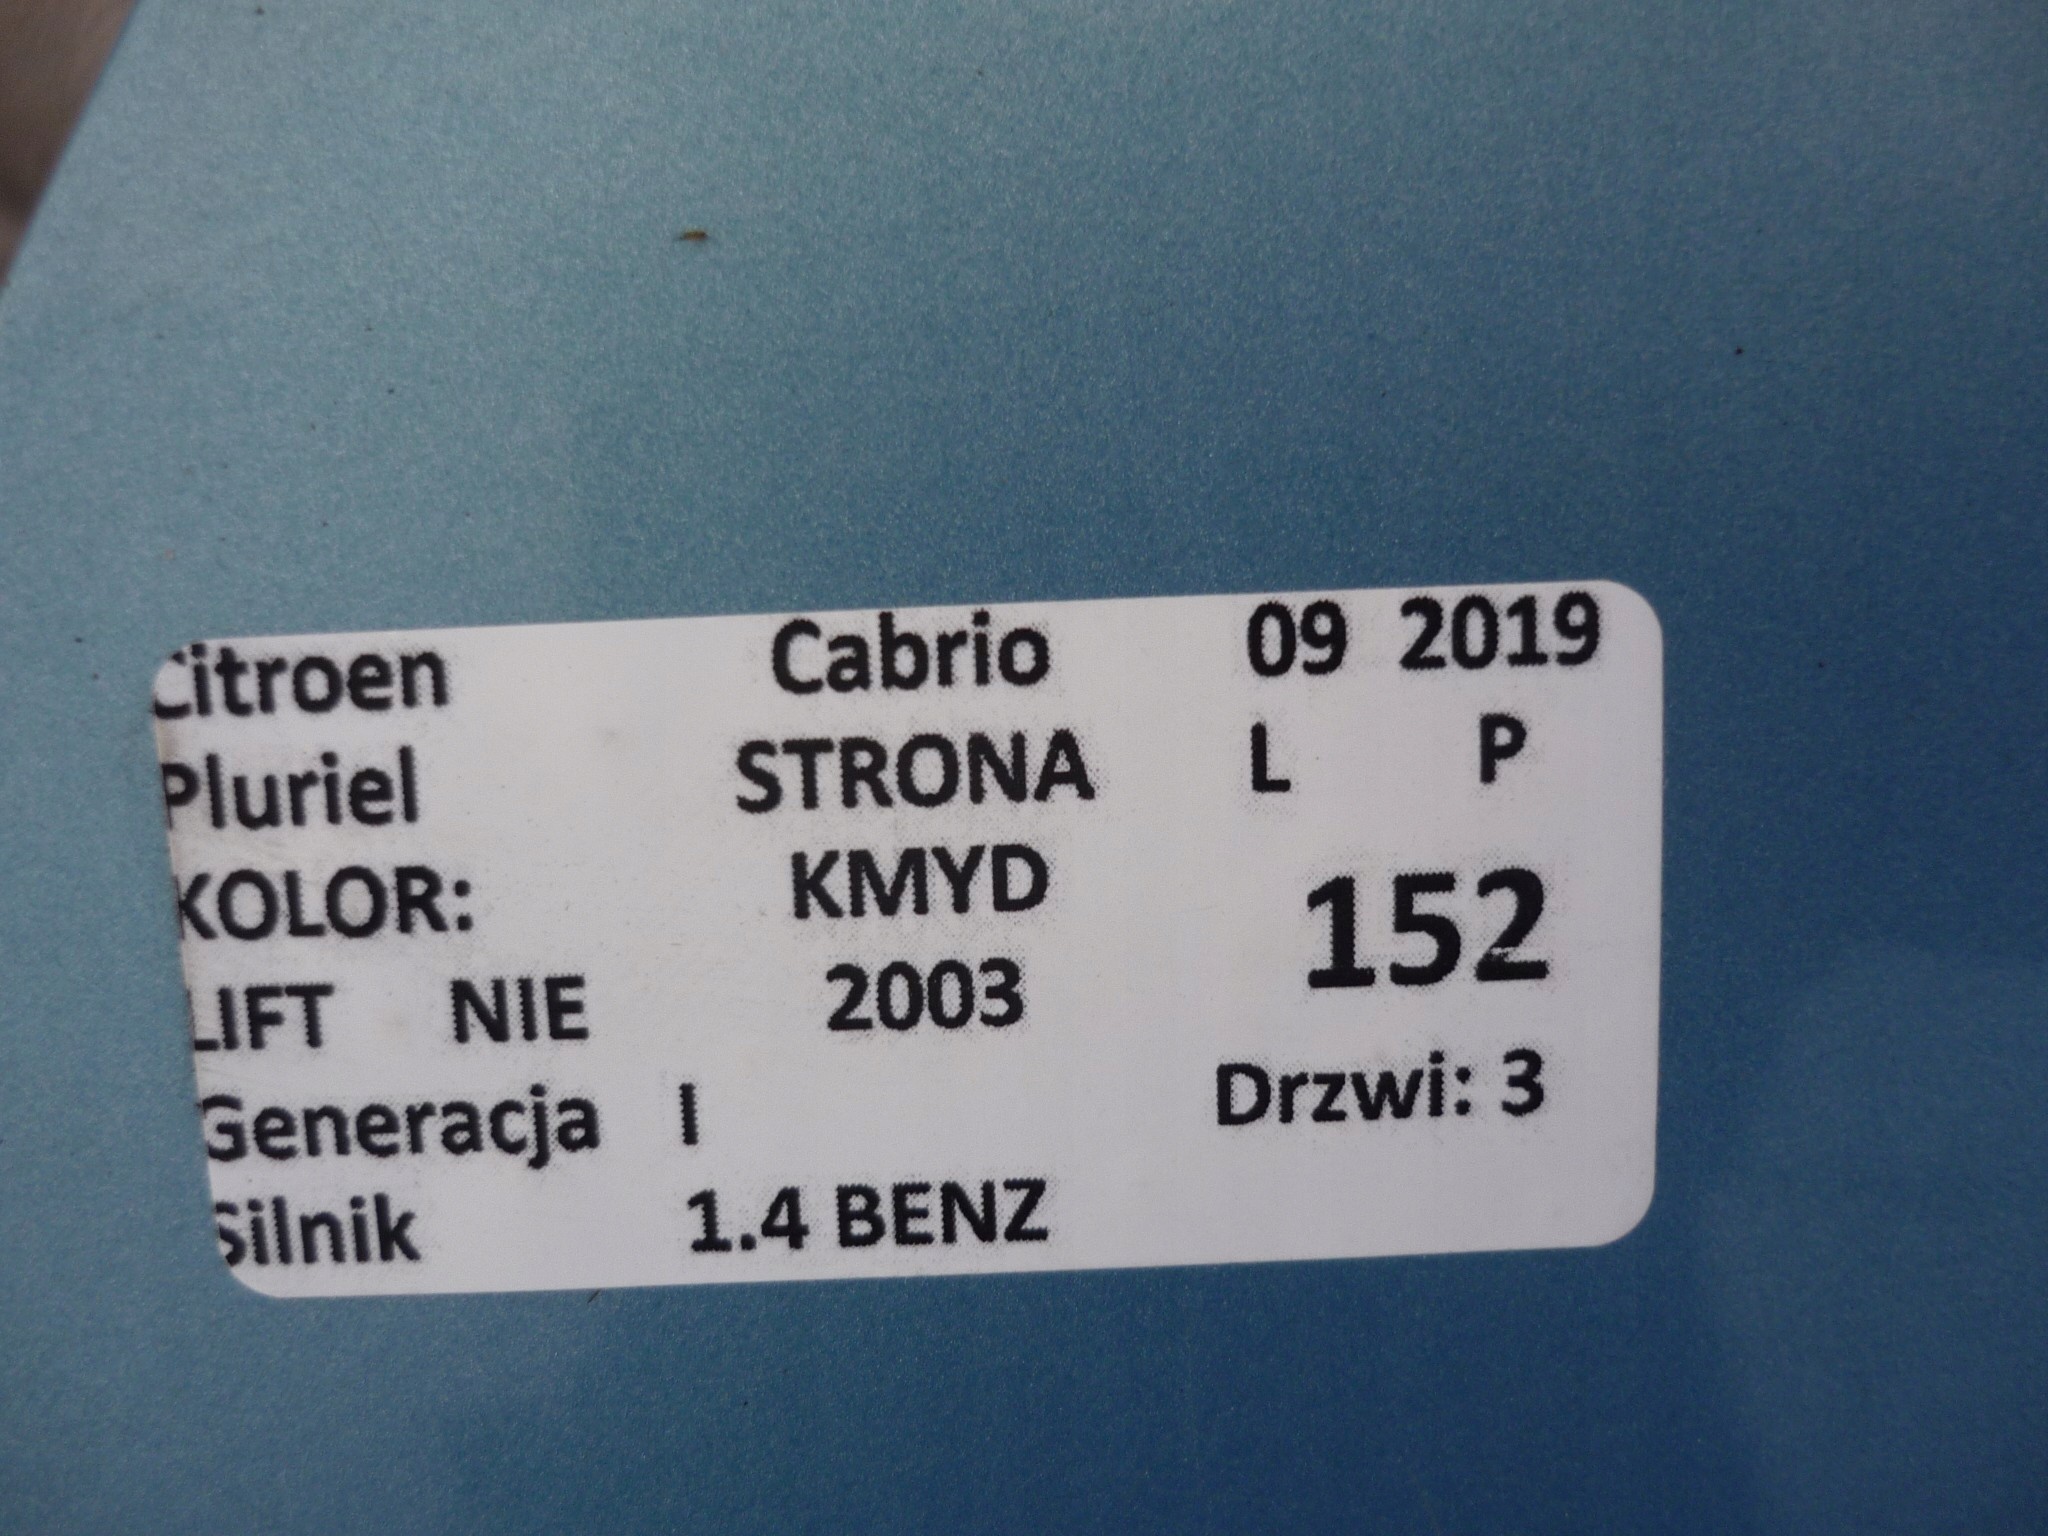 Citroen Cabrio 09 2019
Pluriel STRONA L P
KOLOR: KMYD 152
LIFT NIE 2003
Generacja I Drzwi: 3
Silnik 1.4 BENZ